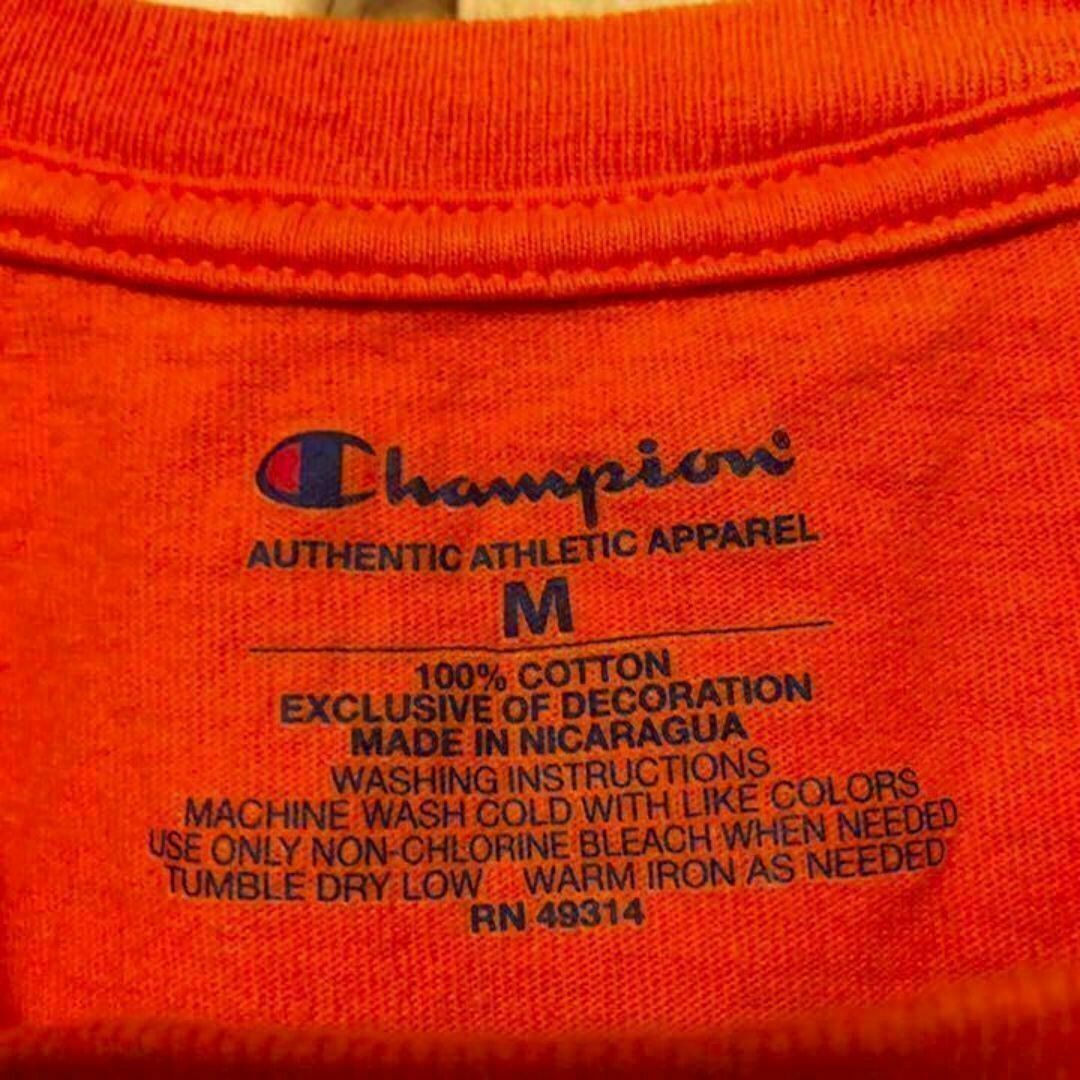 Champion®
AUTHENTIC ATHLETIC APPAREL
M
100% COTTON
EXCLUSIVE OF DECORATION
MADE IN NICARAGUA
WASHING INSTRUCTIONS
MACHINE WASH COLD WITH LIKE COLORS
USE ONLY NON-CHLORINE BLEACH WHEN NEEDED
TUMBLE DRY LOW WARM IRON AS NEEDED
RN 49314